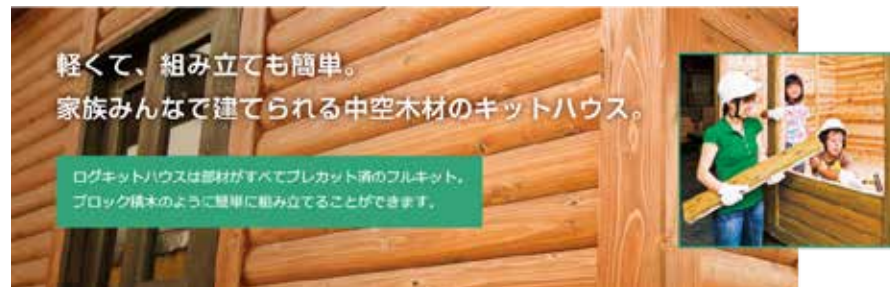 軽くて、組み立ても簡単。
家族みんなで建てられる中空木材のキットハウス。
ログキットハウスは部材がすべてプレカット済のフルキット。
ブロック積木のように簡単に組み立てることができます。